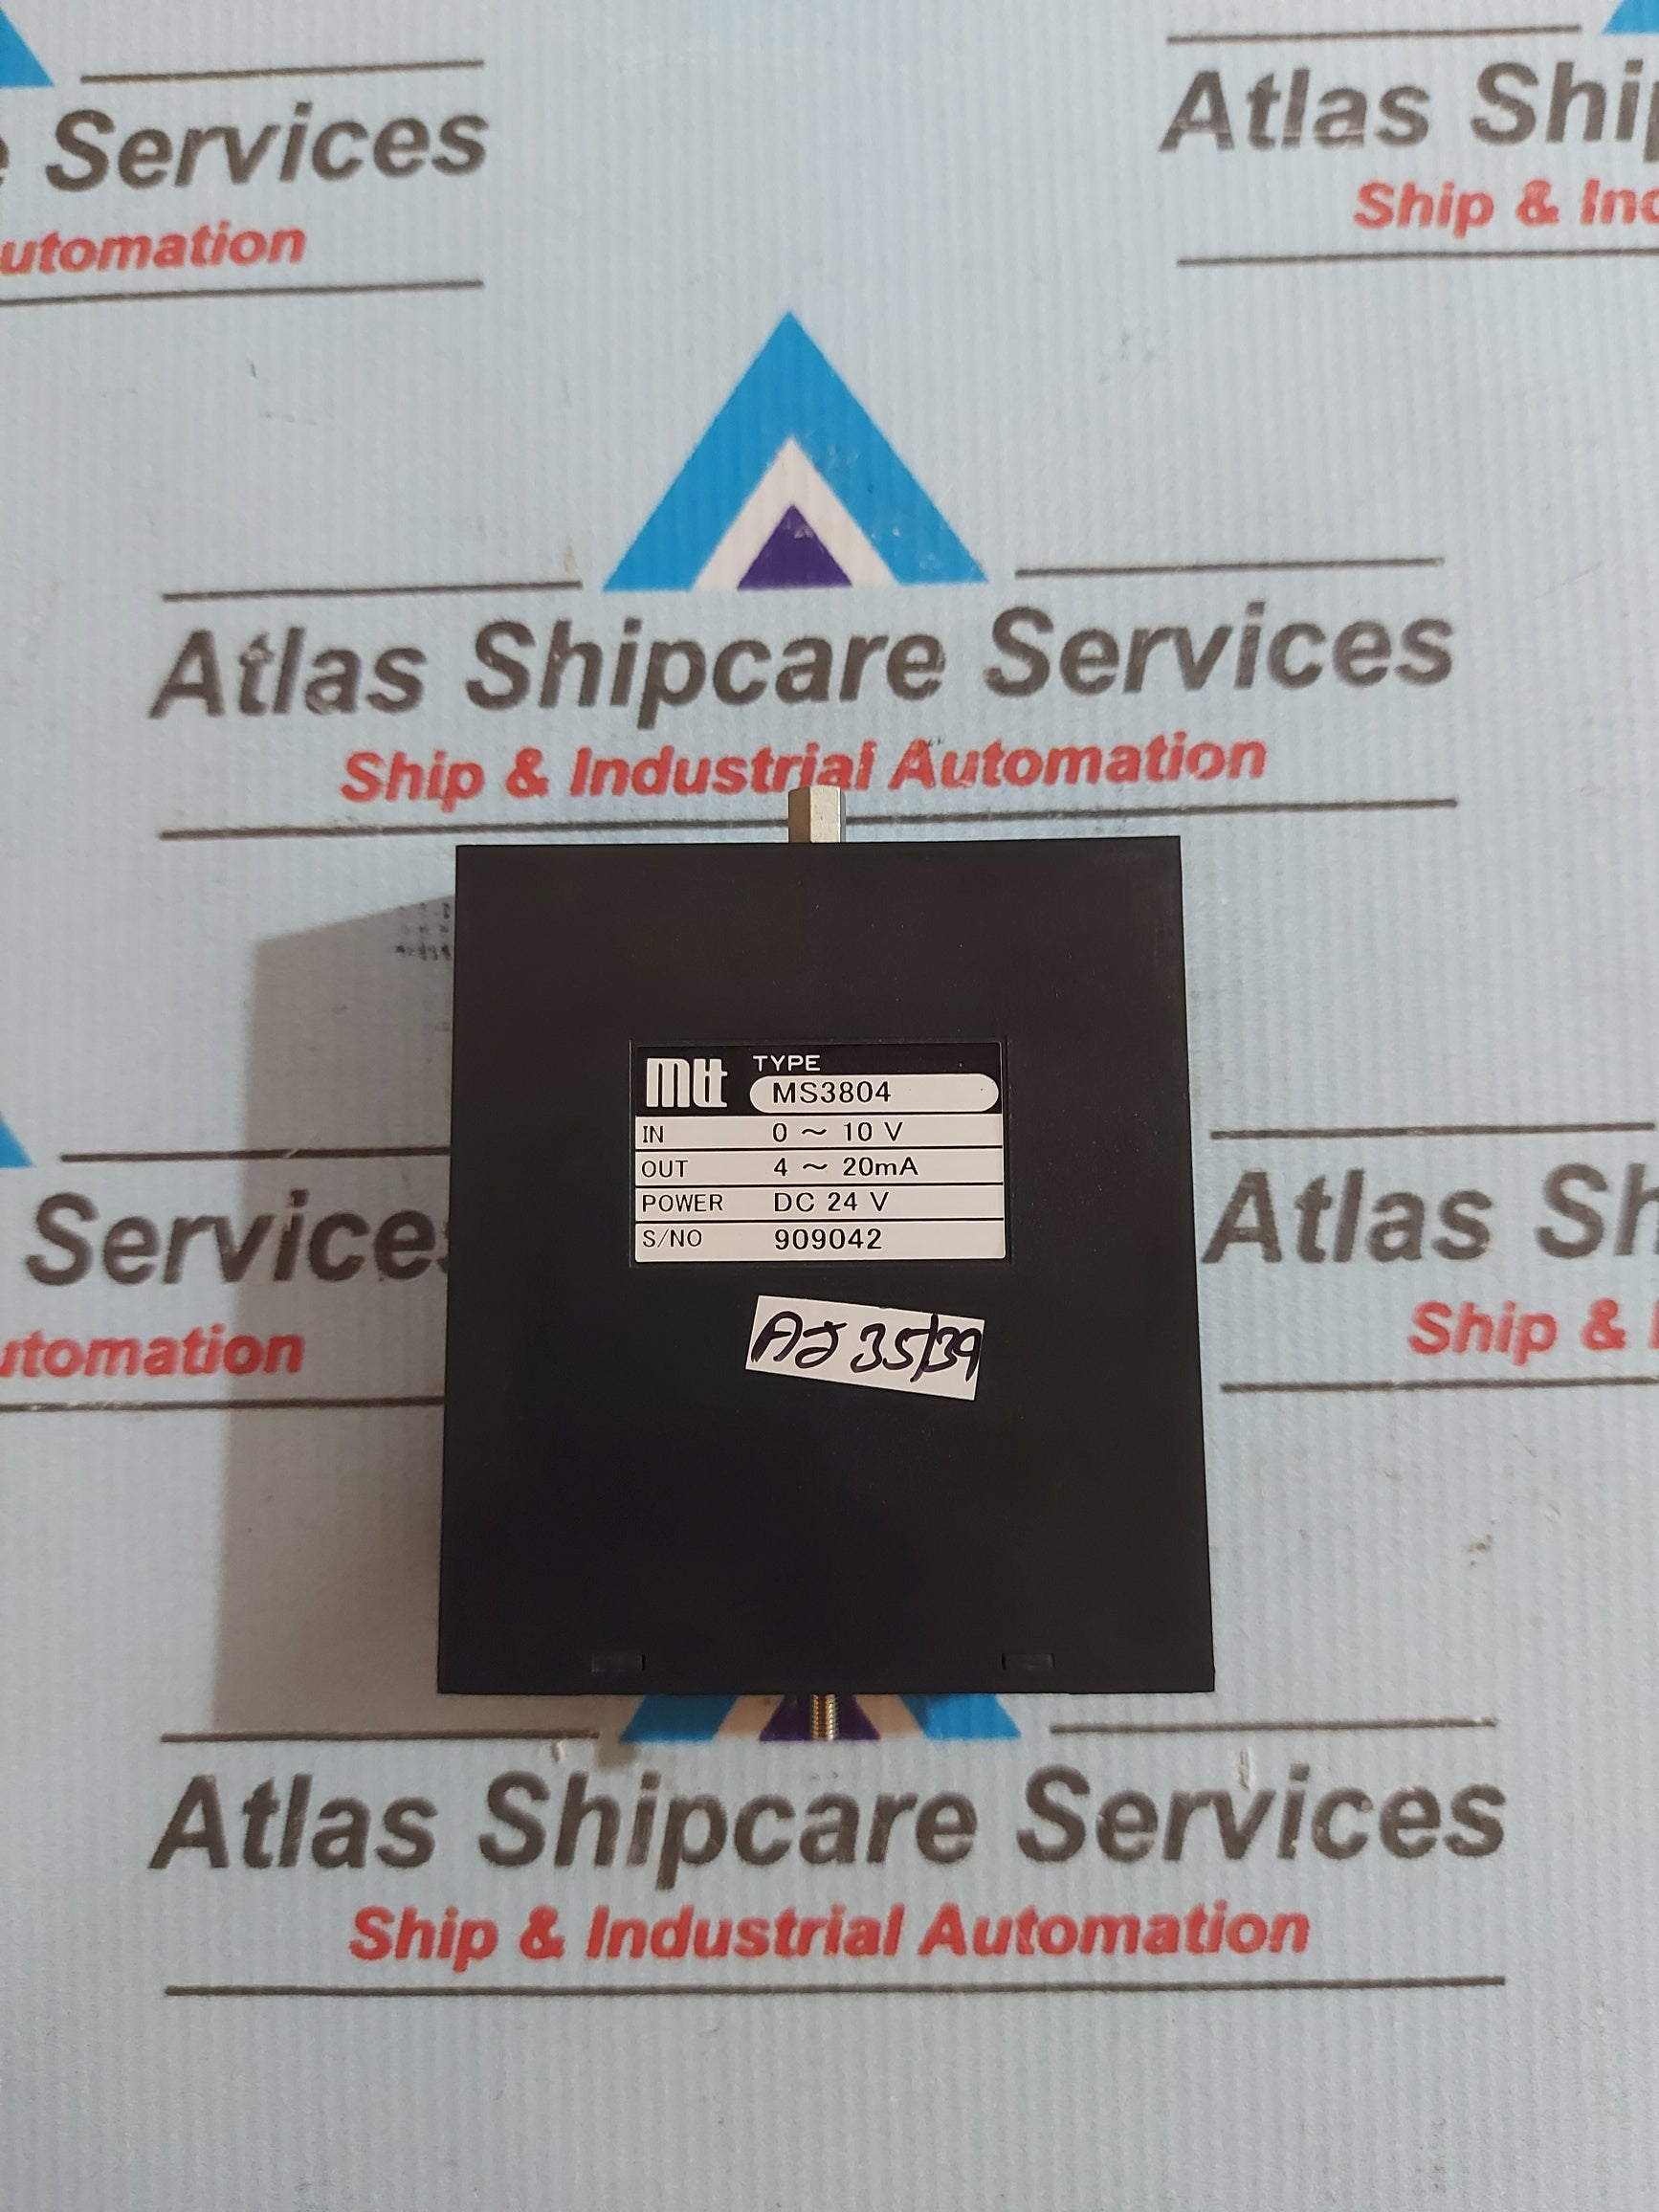 Services
utomation
Atlas Ship
Ship & Ind
Atlas Shipcare Services
Ship & Industrial Automation
mtt TYPE
MS3804
IN 0 ~ 10 V
OUT 4 ~ 20mA
POWER DC 24 V
S/NO 909042
Services
utomation
Atlas Sh
Ship &
35/39
Atlas Shipcare Services
Ship & Industrial Automation